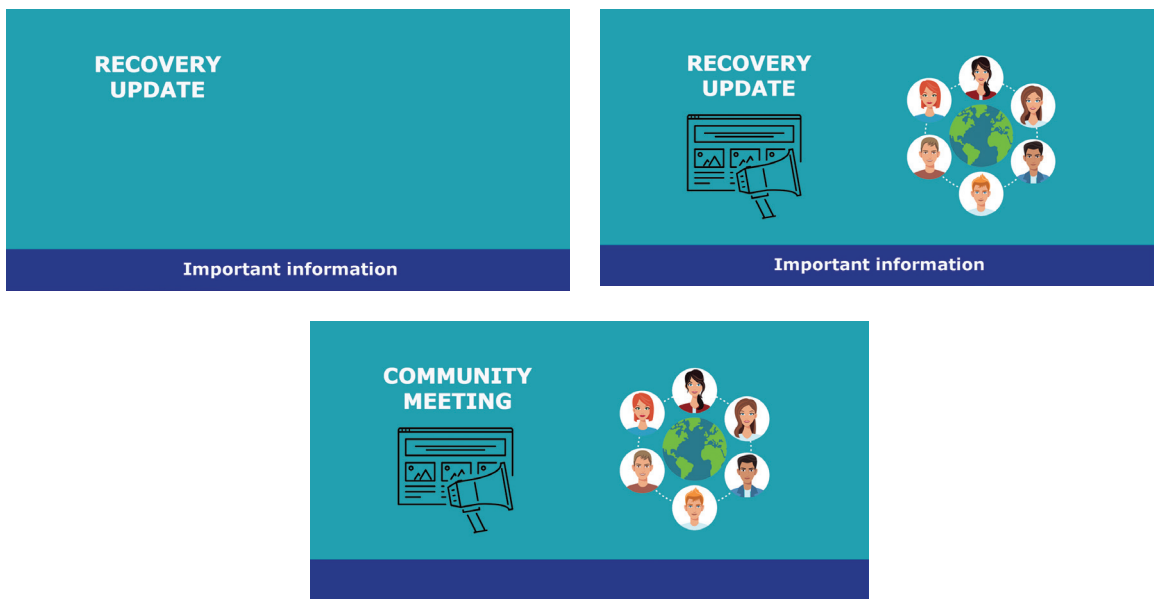 RECOVERY
UPDATE
Important information
RECOVERY
UPDATE
Important information
COMMUNITY
MEETING